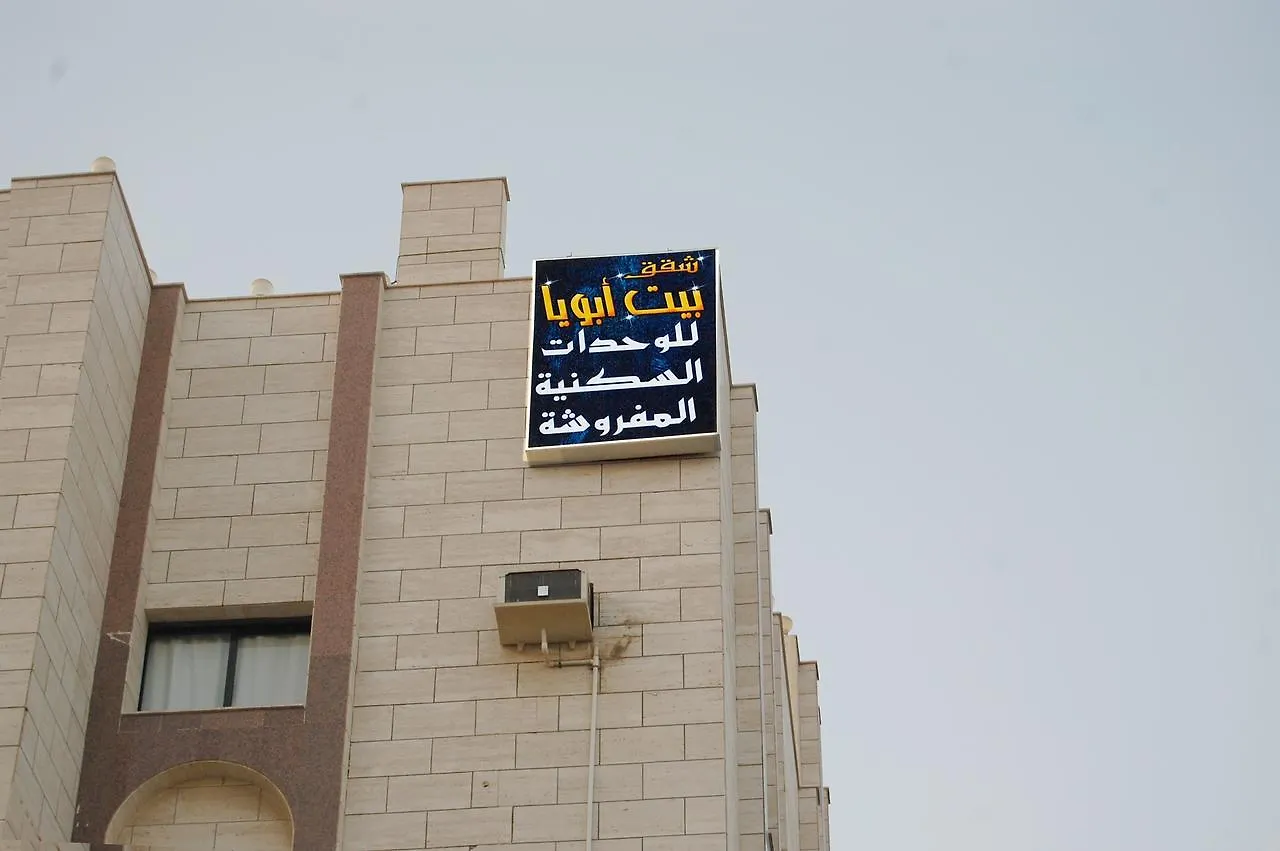 شقق
بيت أبويا
للوحدات
السكنية
المفروشة